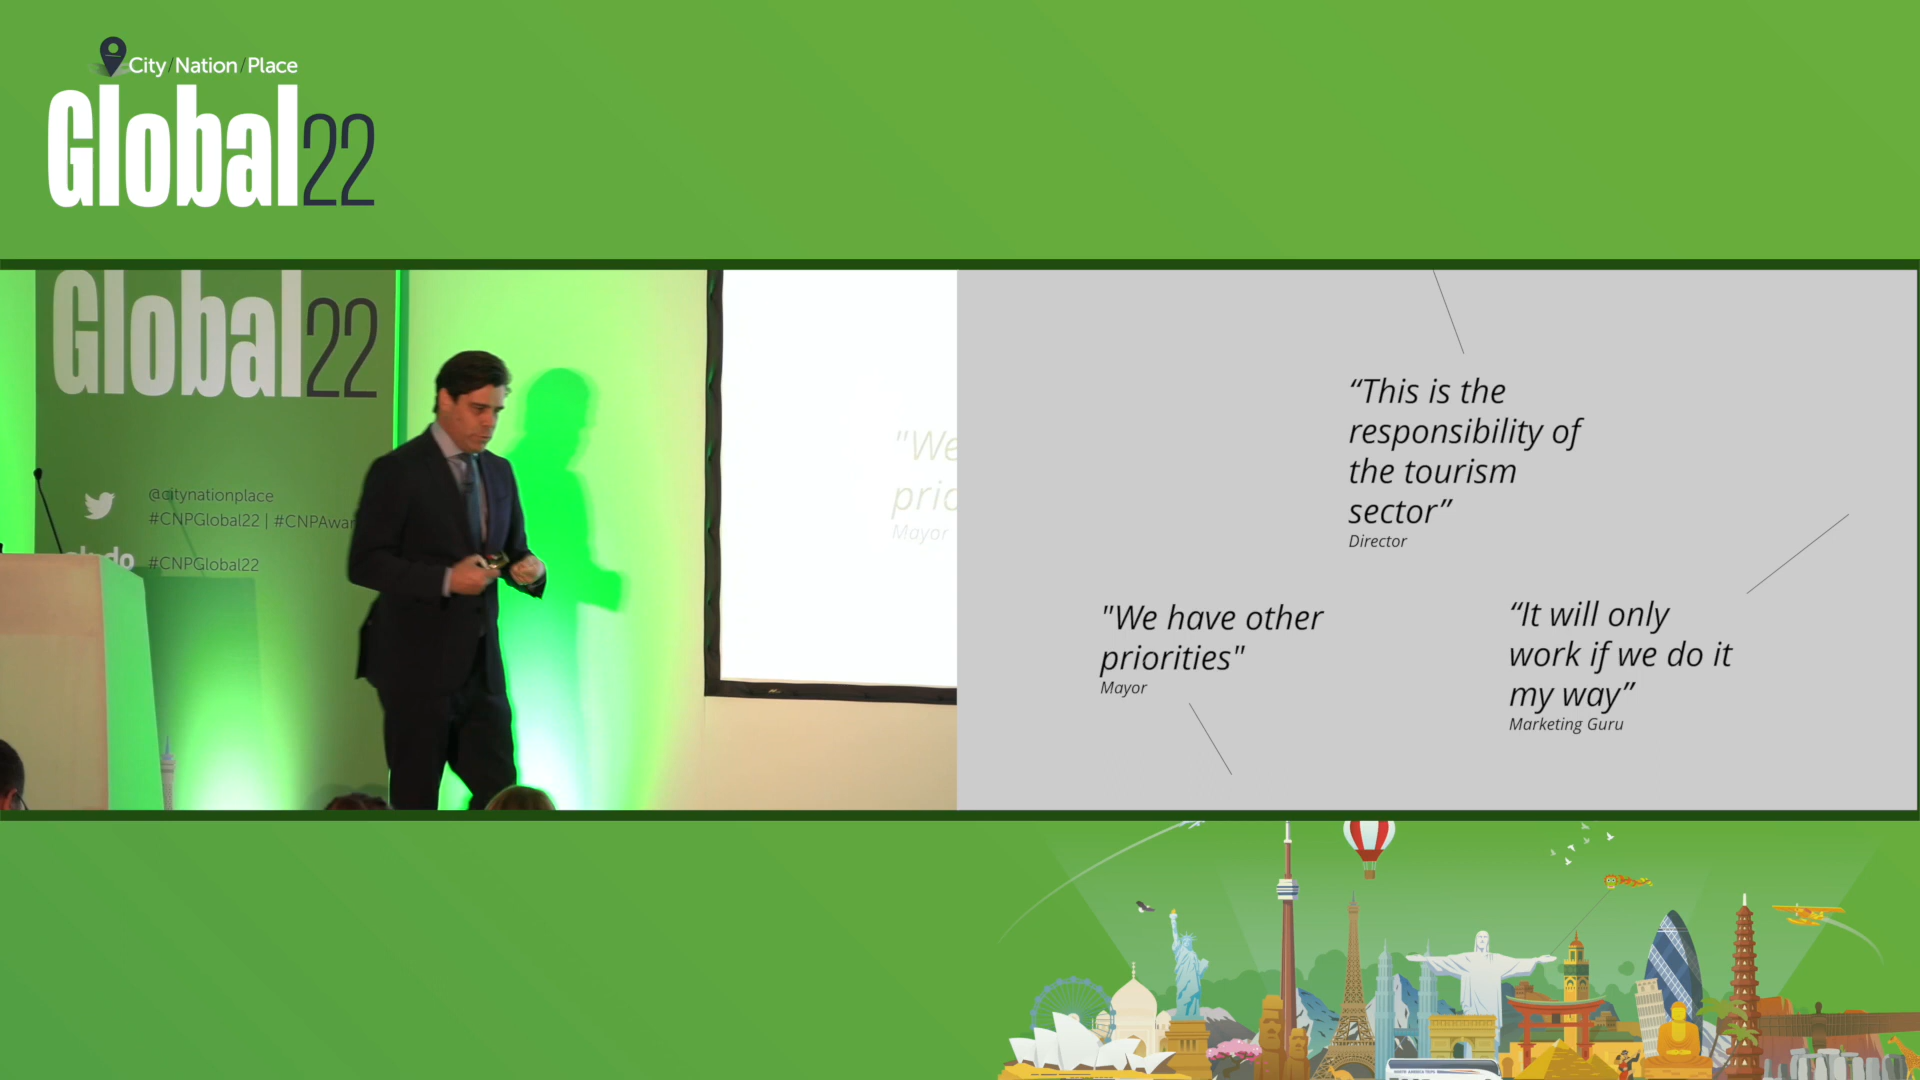 City/Nation/Place
Global22
Global22
@citynationplace
#CNPGlobal22 | #CNPAwar
#CNPGlobal22
"We
prio
Mayor
“This is the
responsibility of
the tourism
sector”
Director
"We have other
priorities"
Mayor
“It will only
work if we do it
my way”
Marketing Guru